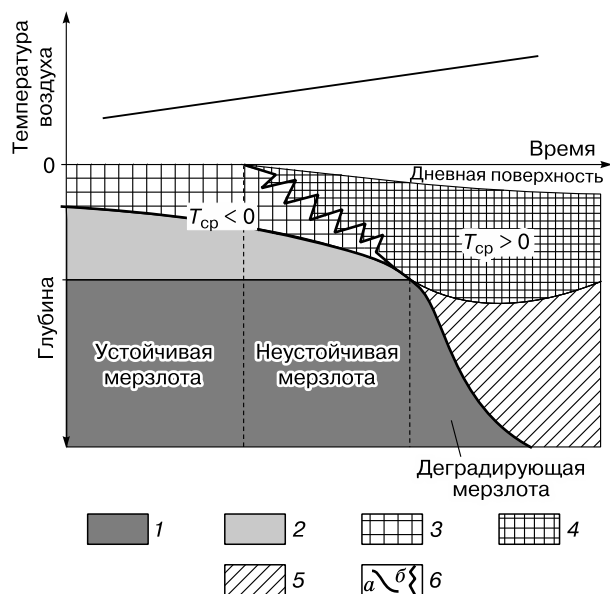 Температура
воздуха
Время
0
Дневная поверхность
Tср < 0
Tср > 0
Глубина
Устойчивая
мерзлота
Неустойчивая
мерзлота
Деградирующая
мерзлота
1
2
3
4
5
а б 6